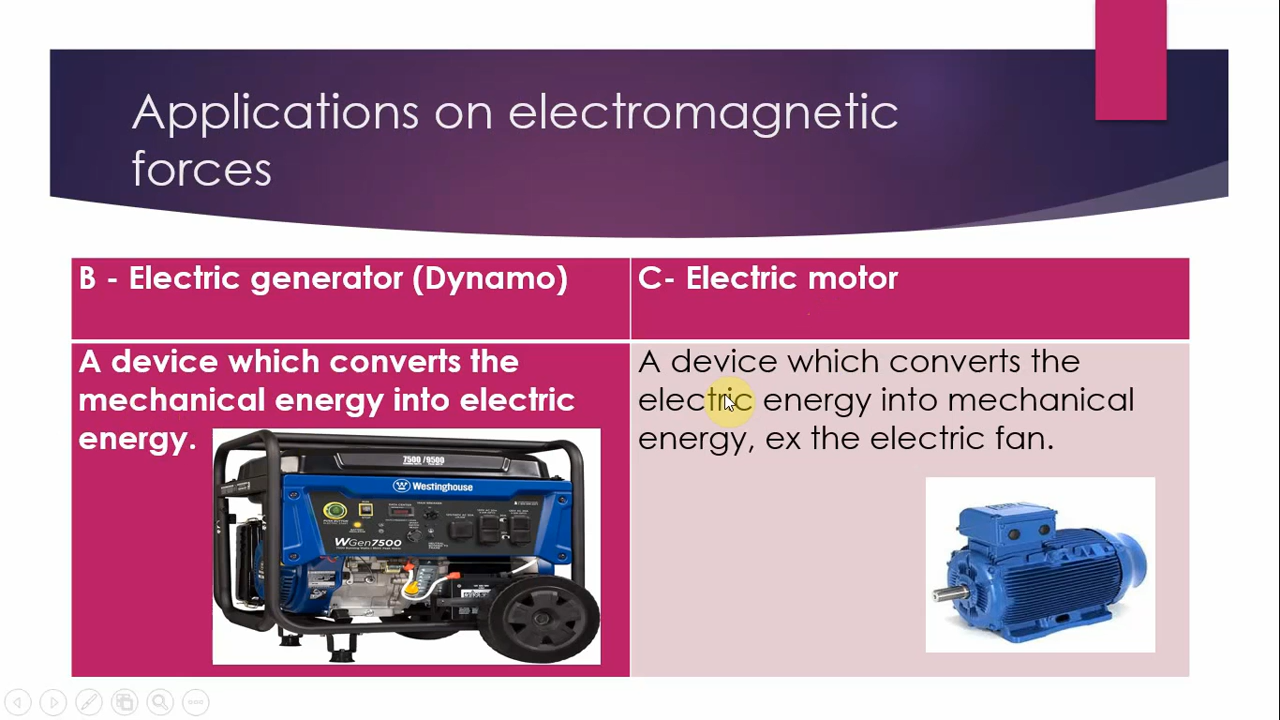 Applications on electromagnetic
forces
B - Electric generator (Dynamo)
A device which converts the
mechanical energy into electric
energy.
7500 / 9500
Westinghouse
WGen7500
C- Electric motor
A device which converts the
electric energy into mechanical
energy, ex the electric fan.